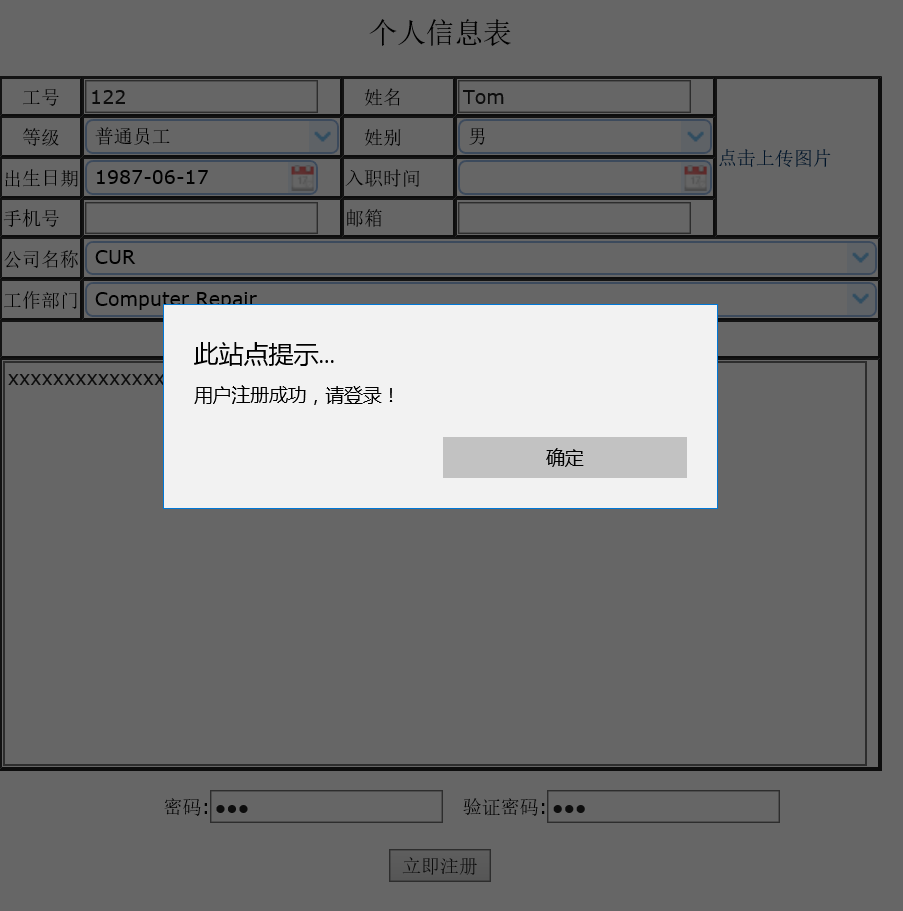 个人信息表
工号 122 姓名 Tom
等级 普通员工 姓别 男
点击上传图片
出生日期 1987-06-17 入职时间
手机号 邮箱
公司名称 CUR
工作部门 Computer Repair
此站点提示...
xxxxxxxxxxxxxx
用户注册成功，请登录！
确定
密码: ●●● 验证密码: ●●●
立即注册